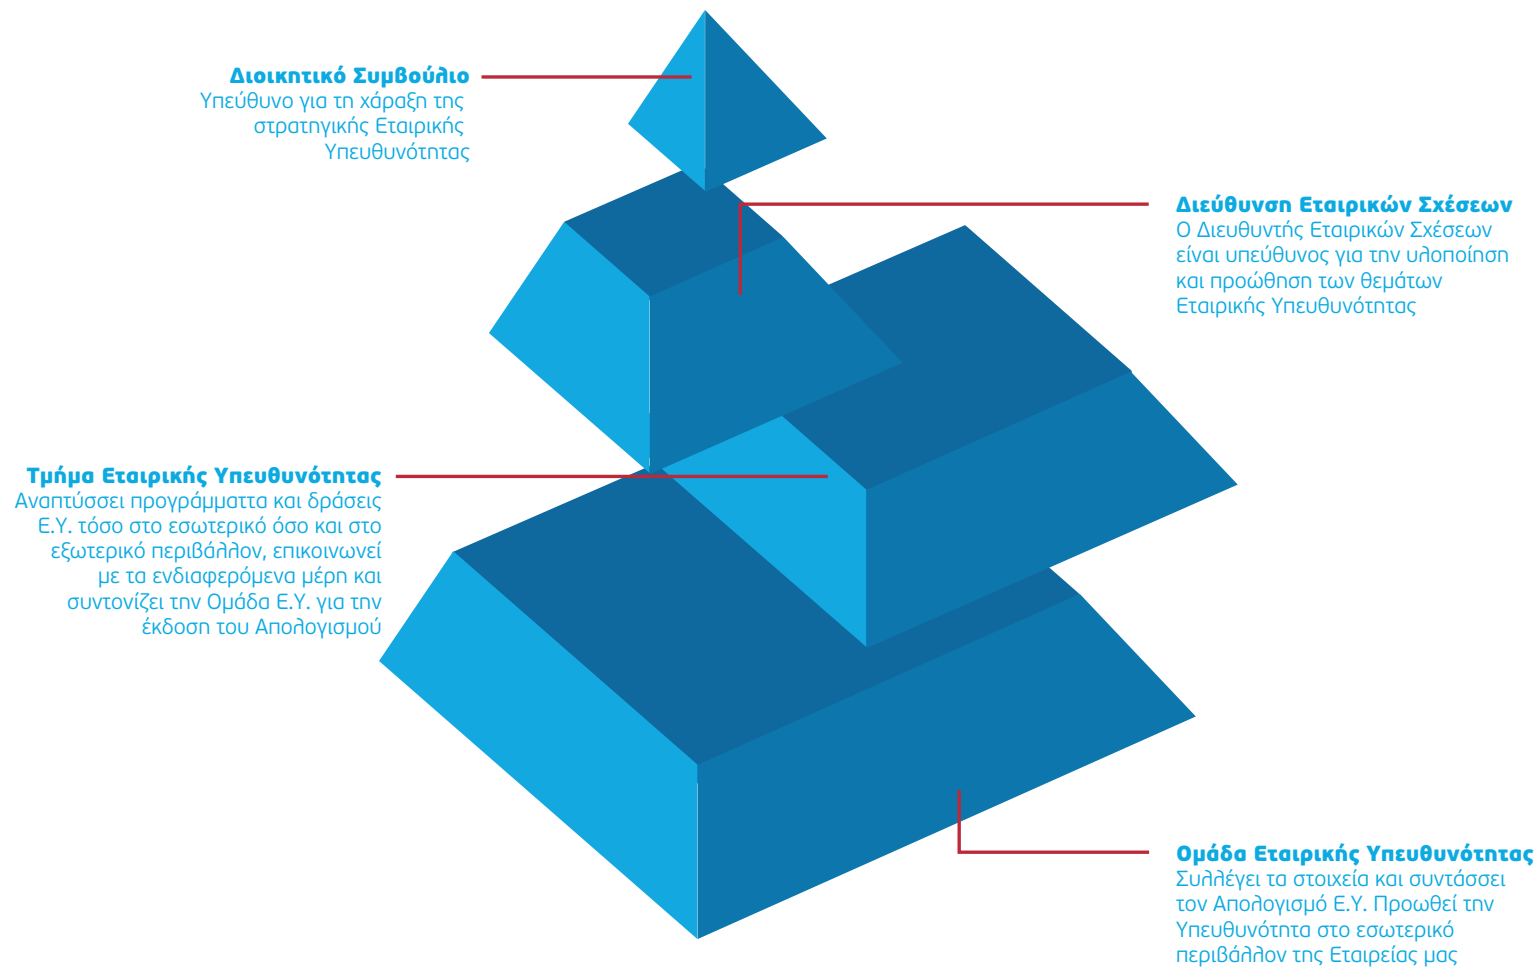 Διοικητικό Συμβούλιο
Υπεύθυνο για τη χάραξη της
στρατηγικής Εταιρικής
Υπευθυνότητας
Διεύθυνση Εταιρικών Σχέσεων
Ο Διευθυντής Εταιρικών Σχέσεων
είναι υπεύθυνος για την υλοποίηση
και προώθηση των θεμάτων
Εταιρικής Υπευθυνότητας
Τμήμα Εταιρικής Υπευθυνότητας
Αναπτύσσει προγράμματτα και δράσεις
Ε.Υ. τόσο στο εσωτερικό όσο και στο
εξωτερικό περιβάλλον, επικοινωνεί
με τα ενδιαφερόμενα μέρη και
συντονίζει την Ομάδα Ε.Υ. για την
έκδοση του Απολογισμού
Ομάδα Εταιρικής Υπευθυνότητας
Συλλέγει τα στοιχεία και συντάσσει
τον Απολογισμό Ε.Υ. Προωθεί την
Υπευθυνότητα στο εσωτερικό
περιβάλλον της Εταιρείας μας